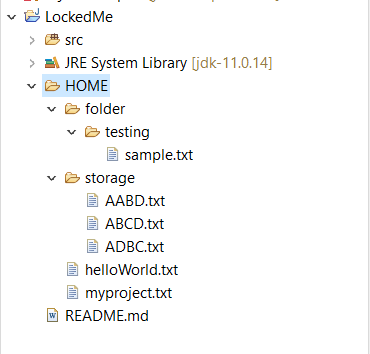 LockedMe
src
JRE System Library [jdk-11.0.14]
HOME
folder
testing
sample.txt
storage
AABD.txt
ABCD.txt
ADBC.txt
helloWorld.txt
myproject.txt
README.md